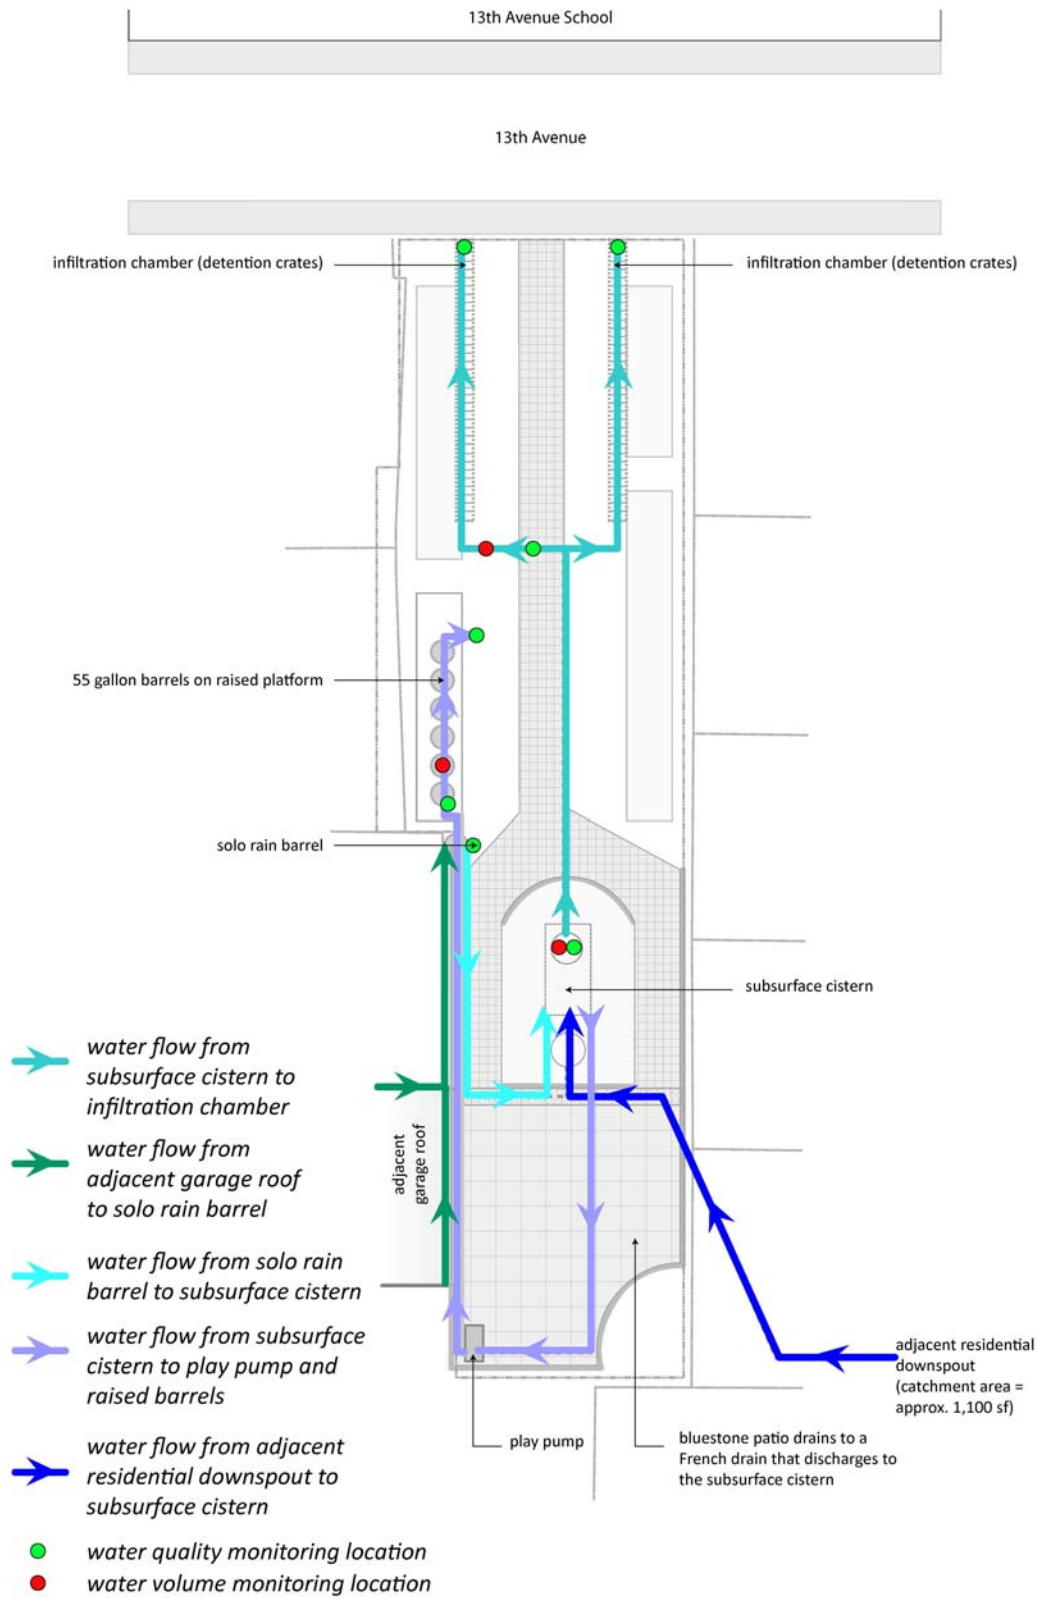 13th Avenue School
13th Avenue
infiltration chamber (detention crates)
infiltration chamber (detention crates)
55 gallon barrels on raised platform
solo rain barrel
subsurface cistern
water flow from
subsurface cistern to
infiltration chamber
water flow from
adjacent garage roof
to solo rain barrel
water flow from solo rain
barrel to subsurface cistern
water flow from subsurface
cistern to play pump and
raised barrels
water flow from adjacent
residential downspout to
subsurface cistern
water quality monitoring location
water volume monitoring location
adjacent
garage roof
adjacent residential
downspout
(catchment area =
approx. 1,100 sf)
play pump
bluestone patio drains to a
French drain that discharges to
the subsurface cistern